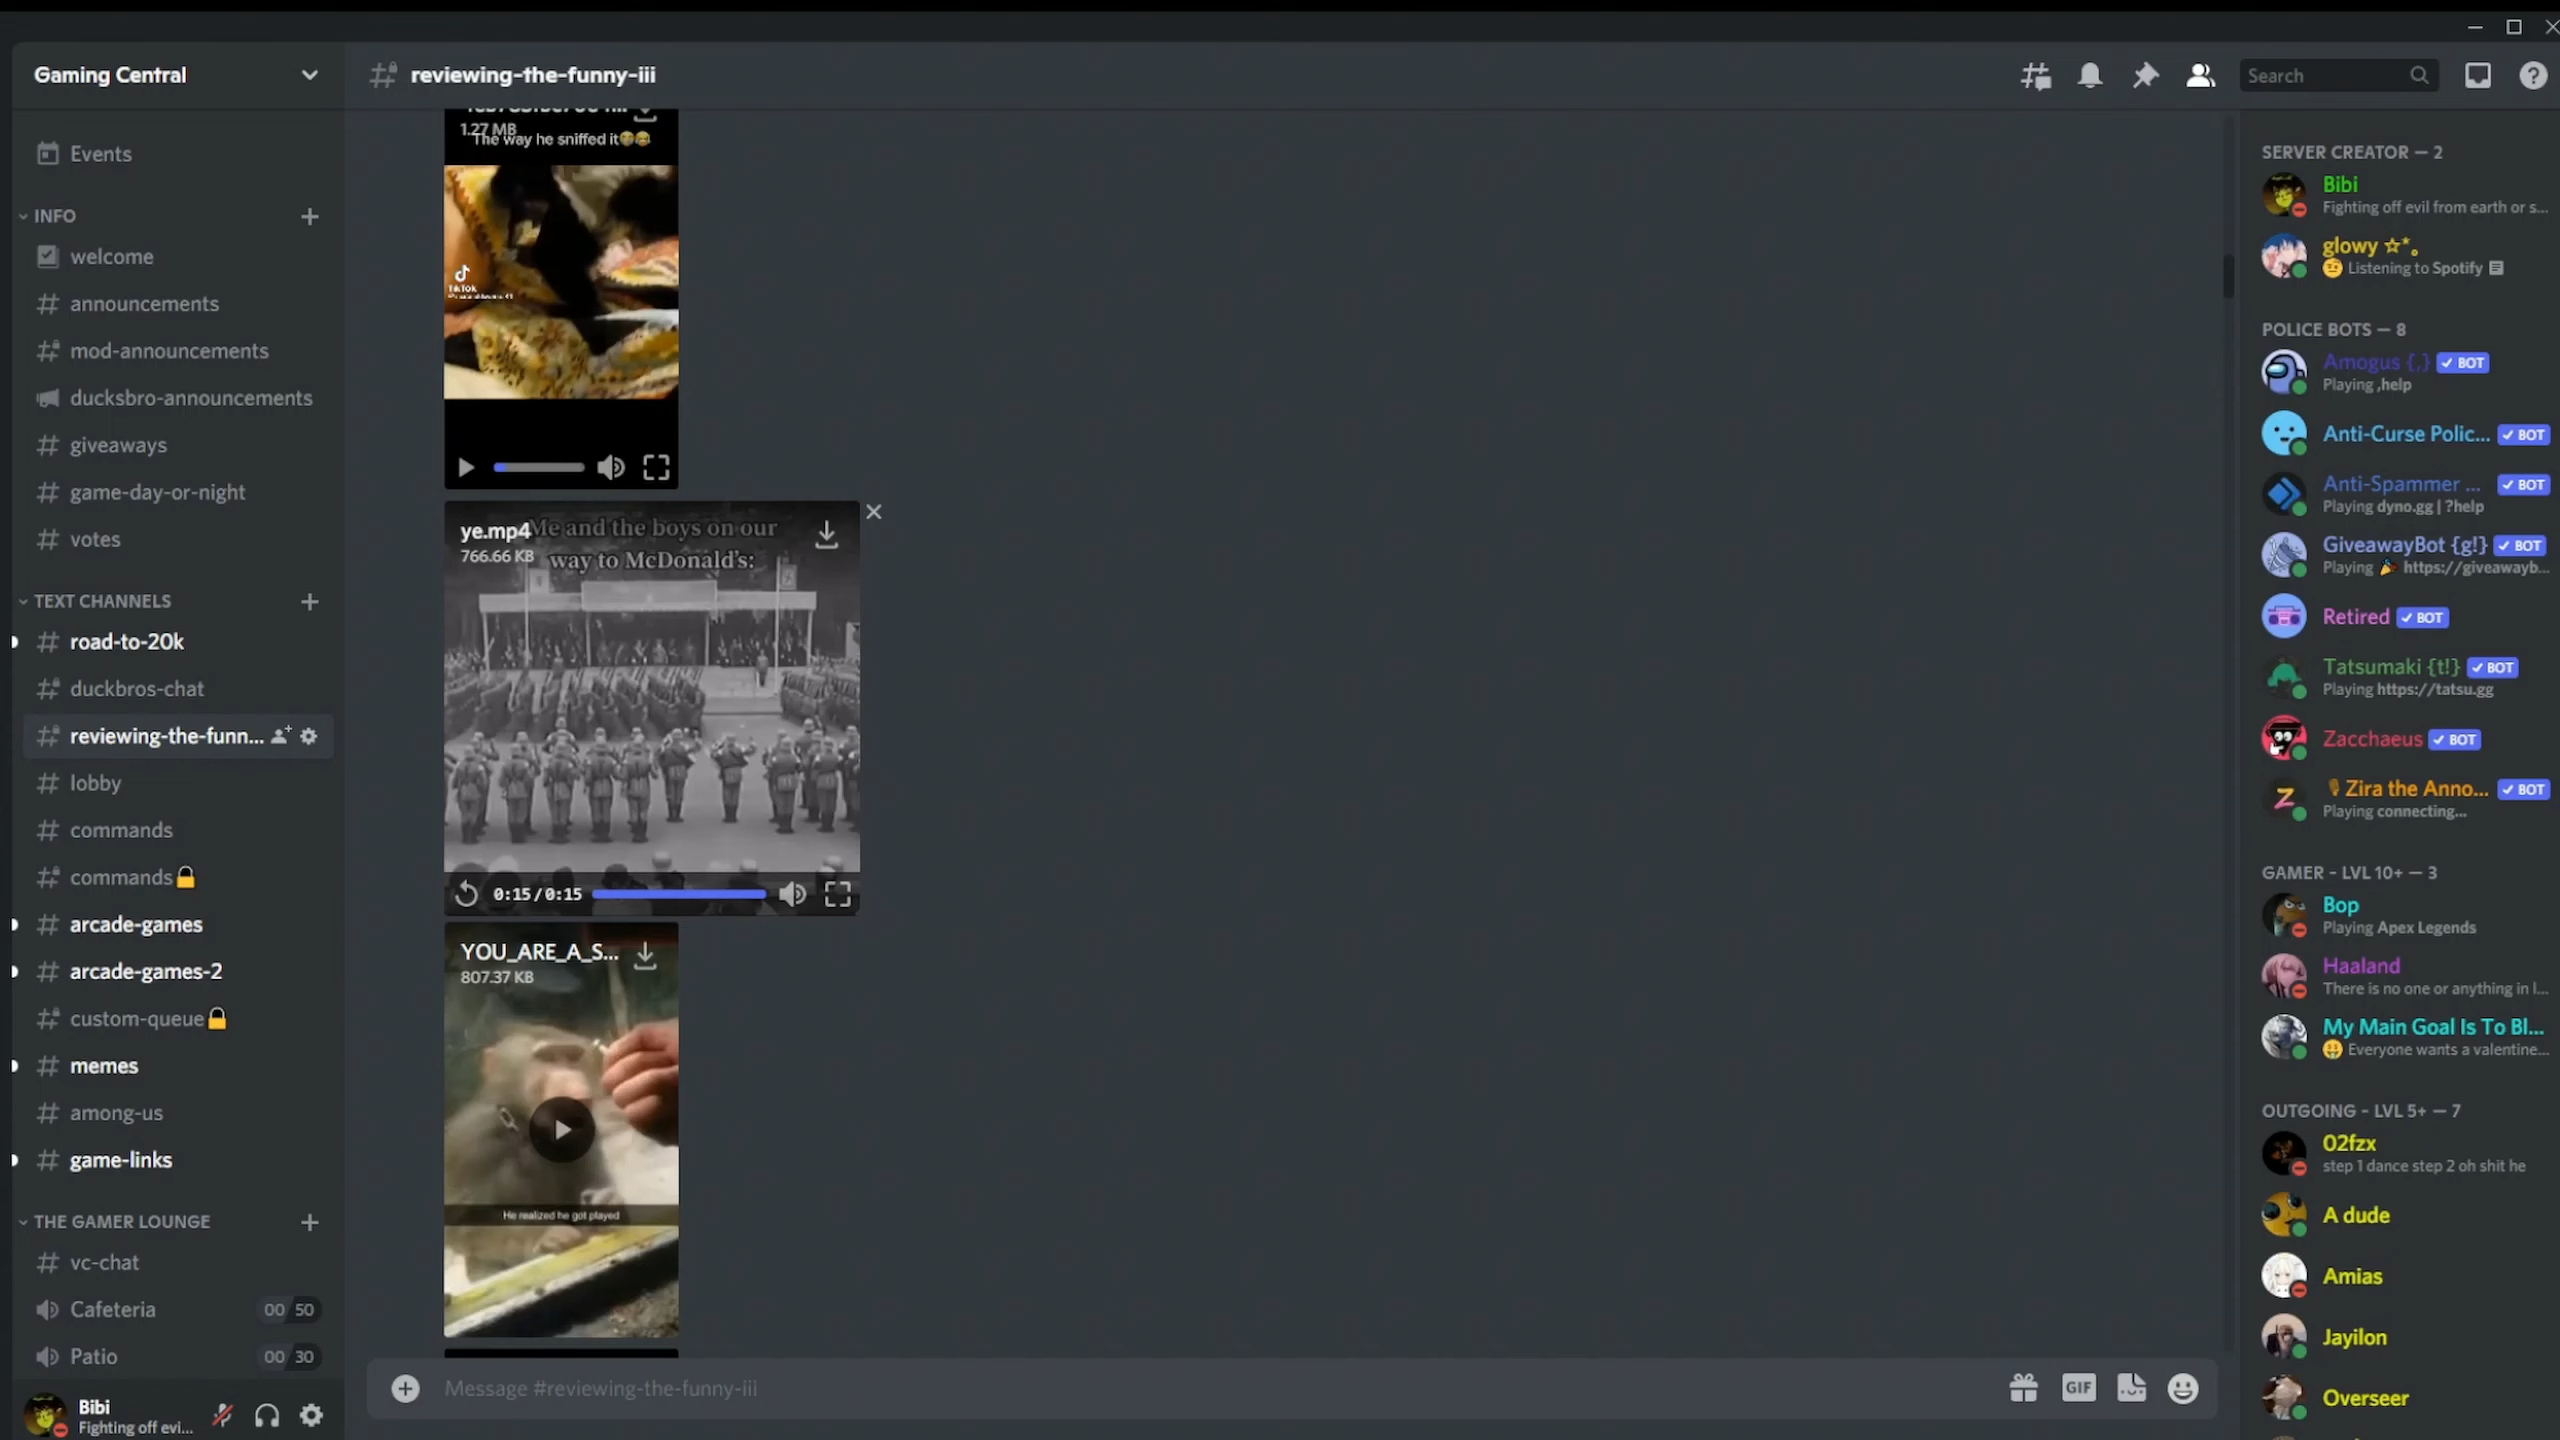 Gaming Central
Events
INFO
welcome
announcements
mod-announcements
ducksbro-announcements
giveaways
game-day-or-night
votes
TEXT CHANNELS
road-to-20k
duckbros-chat
reviewing-the-funn...
lobby
commands
commands🔒
arcade-games
arcade-games-2
custom-queue🔒
memes
among-us
game-links
THE GAMER LOUNGE
vc-chat
Cafeteria 00 50
Patio 00 30
Bibi
Fighting off evi...
reviewing-the-funny-iii
Search
1.27 MB
The way he sniffed it
TikTok
ye.mp4
766.66 KB
Me and the boys on our
way to McDonald's:
0:15/0:15
YOU_ARE_A_S...
807.37 KB
He realized he got played
Message #reviewing-the-funny-iii
GIF
SERVER CREATOR — 2
Bibi
Fighting off evil from earth or s...
glowy ☆*。
Listening to Spotify
POLICE BOTS — 8
Amogus {,} ✓ BOT
Playing ,help
Anti-Curse Polic... ✓ BOT
Anti-Spammer ... ✓ BOT
Playing dyno.gg | ?help
GiveawayBot {g!} ✓ BOT
Playing 🎉 https://giveawayb...
Retired ✓ BOT
Tatsumaki {t!} ✓ BOT
Playing https://tatsu.gg
Zacchaeus ✓ BOT
Zira the Anno... ✓ BOT
Playing connecting...
GAMER - LVL 10+ — 3
Bop
Playing Apex Legends
Haaland
There is no one or anything in l...
My Main Goal Is To Bl...
Everyone wants a valentine...
OUTGOING - LVL 5+ — 7
O2fzx
step 1 dance step 2 oh shit he
A dude
Amias
Jayilon
Overseer